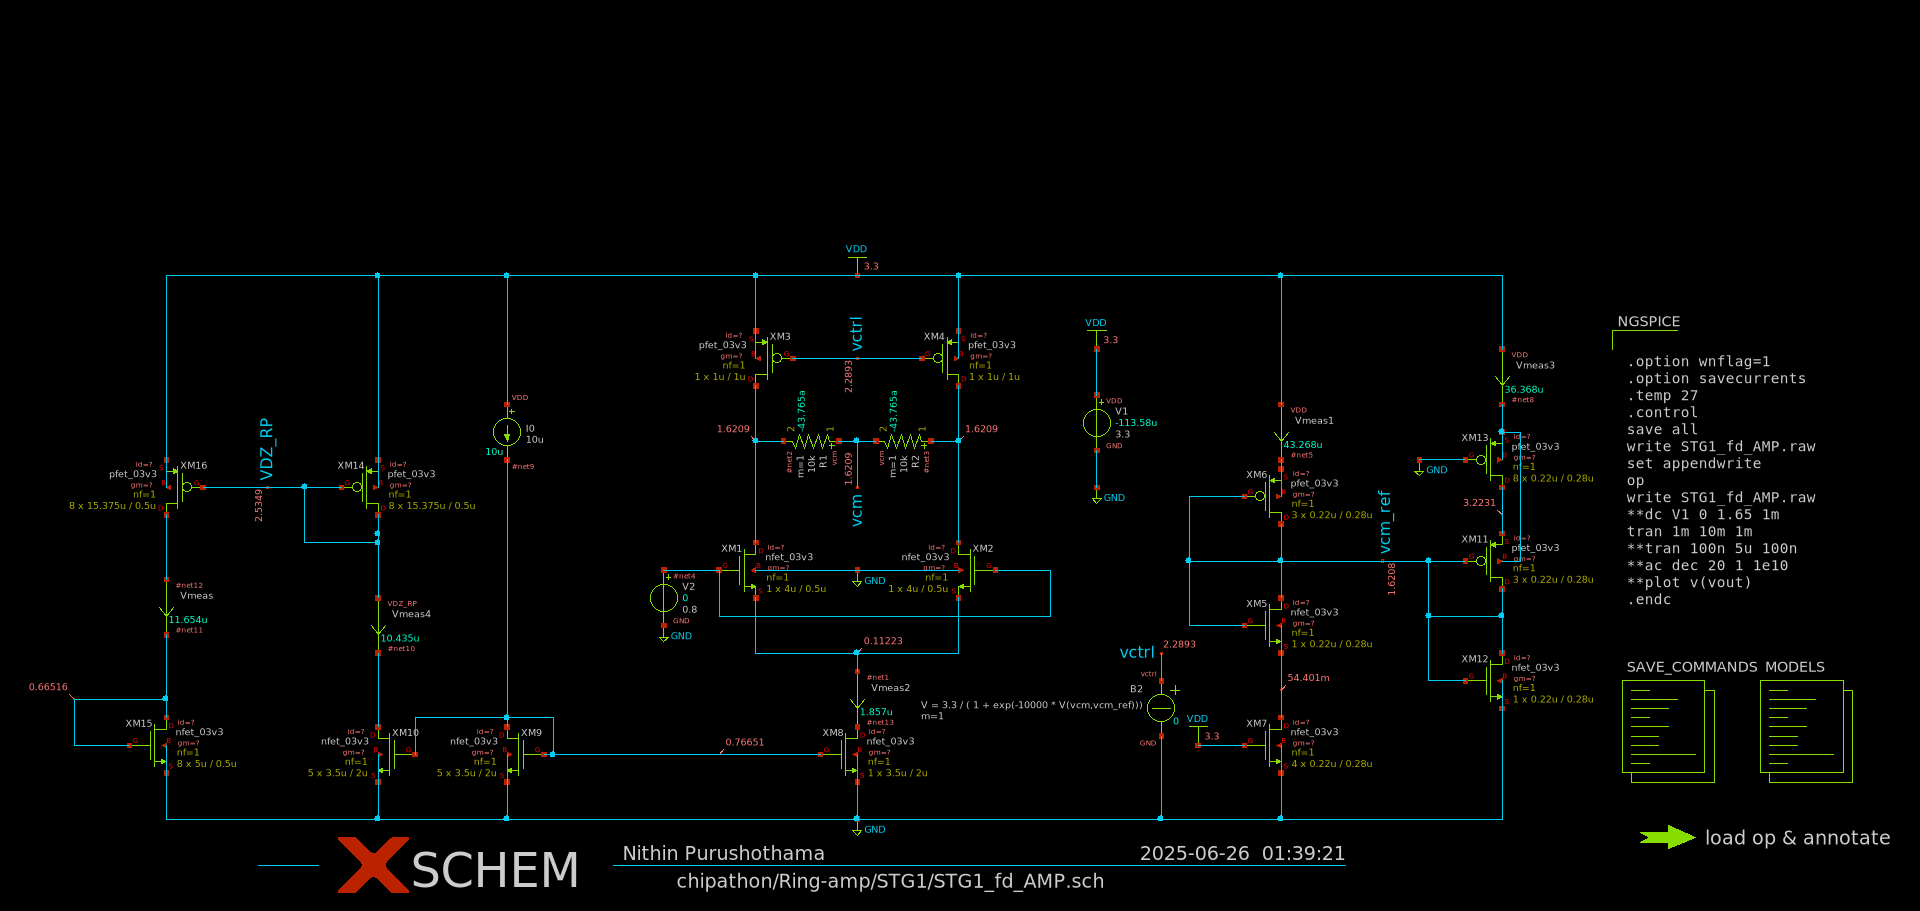 VDD
3.3
VDD
3.3
NGSPICE
.option wnflag=1
.option savecurrents
.temp 27
.control
save all
write STG1_fd_AMP.raw
set appendwrite
op
write STG1_fd_AMP.raw
**dc V1 0 1.65 1m
tran 1m 10m 1m
**tran 100n 5u 100n
**ac dec 20 1 1e10
**plot v(vout)
.endc
id=?
XM3
pfet_03v3
gm=?
nf=1
1 x 1u / 1u
vctrl
2.2893
XM4
id=?
pfet_03v3
gm=?
nf=1
1 x 1u / 1u
1.6209
-43.765a
2
1
#net2
m=1
10k
R1
vcm
1.6209
vcm
-43.765a
2
1
vcm
m=1
10k
R2
#net3
1.6209
VDD
V1
-113.58u
3.3
GND
GND
VDD
Vmeas3
36.368u
#net8
VDD
Vmeas1
43.268u
#net5
VDD
I0
10u
10u
#net9
id=?
XM16
pfet_03v3
gm=?
nf=1
8 x 15.375u / 0.5u
VDZ_RP
2.5349
XM14
id=?
pfet_03v3
gm=?
nf=1
8 x 15.375u / 0.5u
XM6
id=?
pfet_03v3
gm=?
nf=1
3 x 0.22u / 0.28u
vcm_ref
1.6208
GND
XM13
id=?
pfet_03v3
gm=?
nf=1
8 x 0.22u / 0.28u
3.2231
XM11
id=?
pfet_03v3
gm=?
nf=1
3 x 0.22u / 0.28u
XM1
id=?
nfet_03v3
gm=?
nf=1
1 x 4u / 0.5u
GND
XM2
id=?
nfet_03v3
gm=?
nf=1
1 x 4u / 0.5u
#net4
V2
0
0.8
GND
GND
#net12
Vmeas
11.654u
#net11
VDZ_RP
Vmeas4
10.435u
#net10
0.11223
#net1
Vmeas2
1.857u
#net13
XM5
id=?
nfet_03v3
gm=?
nf=1
1 x 0.22u / 0.28u
54.401m
vctrl
2.2893
vctrl
B2
V = 3.3 / ( 1 + exp(-10000 * V(vcm,vcm_ref)))
m=1
0
GND
VDD
3.3
XM12
id=?
nfet_03v3
gm=?
nf=1
1 x 0.22u / 0.28u
SAVE_COMMANDS
MODELS
0.66516
XM15
id=?
nfet_03v3
gm=?
nf=1
8 x 5u / 0.5u
id=?
XM10
nfet_03v3
gm=?
nf=1
5 x 3.5u / 2u
id=?
XM9
nfet_03v3
gm=?
nf=1
5 x 3.5u / 2u
0.76651
XM8
id=?
nfet_03v3
gm=?
nf=1
1 x 3.5u / 2u
XM7
id=?
nfet_03v3
gm=?
nf=1
4 x 0.22u / 0.28u
GND
load op & annotate
XSCHEM
Nithin Purushothama
2025-06-26 01:39:21
chipathon/Ring-amp/STG1/STG1_fd_AMP.sch